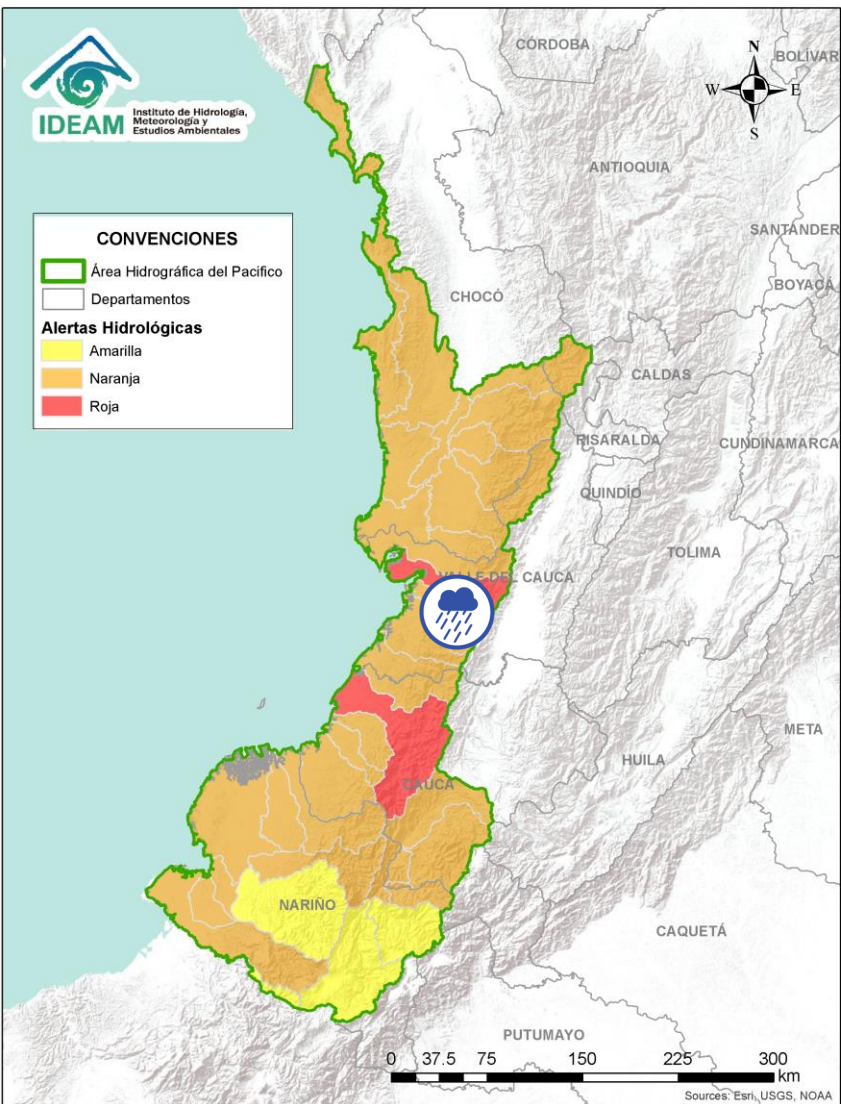 IDEAM
Instituto de Hidrología,
Meteorología y
Estudios Ambientales
CÓRDOBA
N
BOLÍVAR
W
E
S
ANTIOQUIA
CONVENCIONES
Área Hidrográfica del Pacifico
Departamentos
Alertas Hidrológicas
Amarilla
Naranja
Roja
SANTANDER
BOYACÁ
CHOCÓ
CALDAS
RISARALDA
CUNDINAMARCA
QUINDÍO
TOLIMA
VALLE DEL CAUCA
META
HUILA
CAUCA
NARIÑO
CAQUETÁ
PUTUMAYO
0 37.5 75 150 225 300
km
Sources: Esri, USGS, NOAA